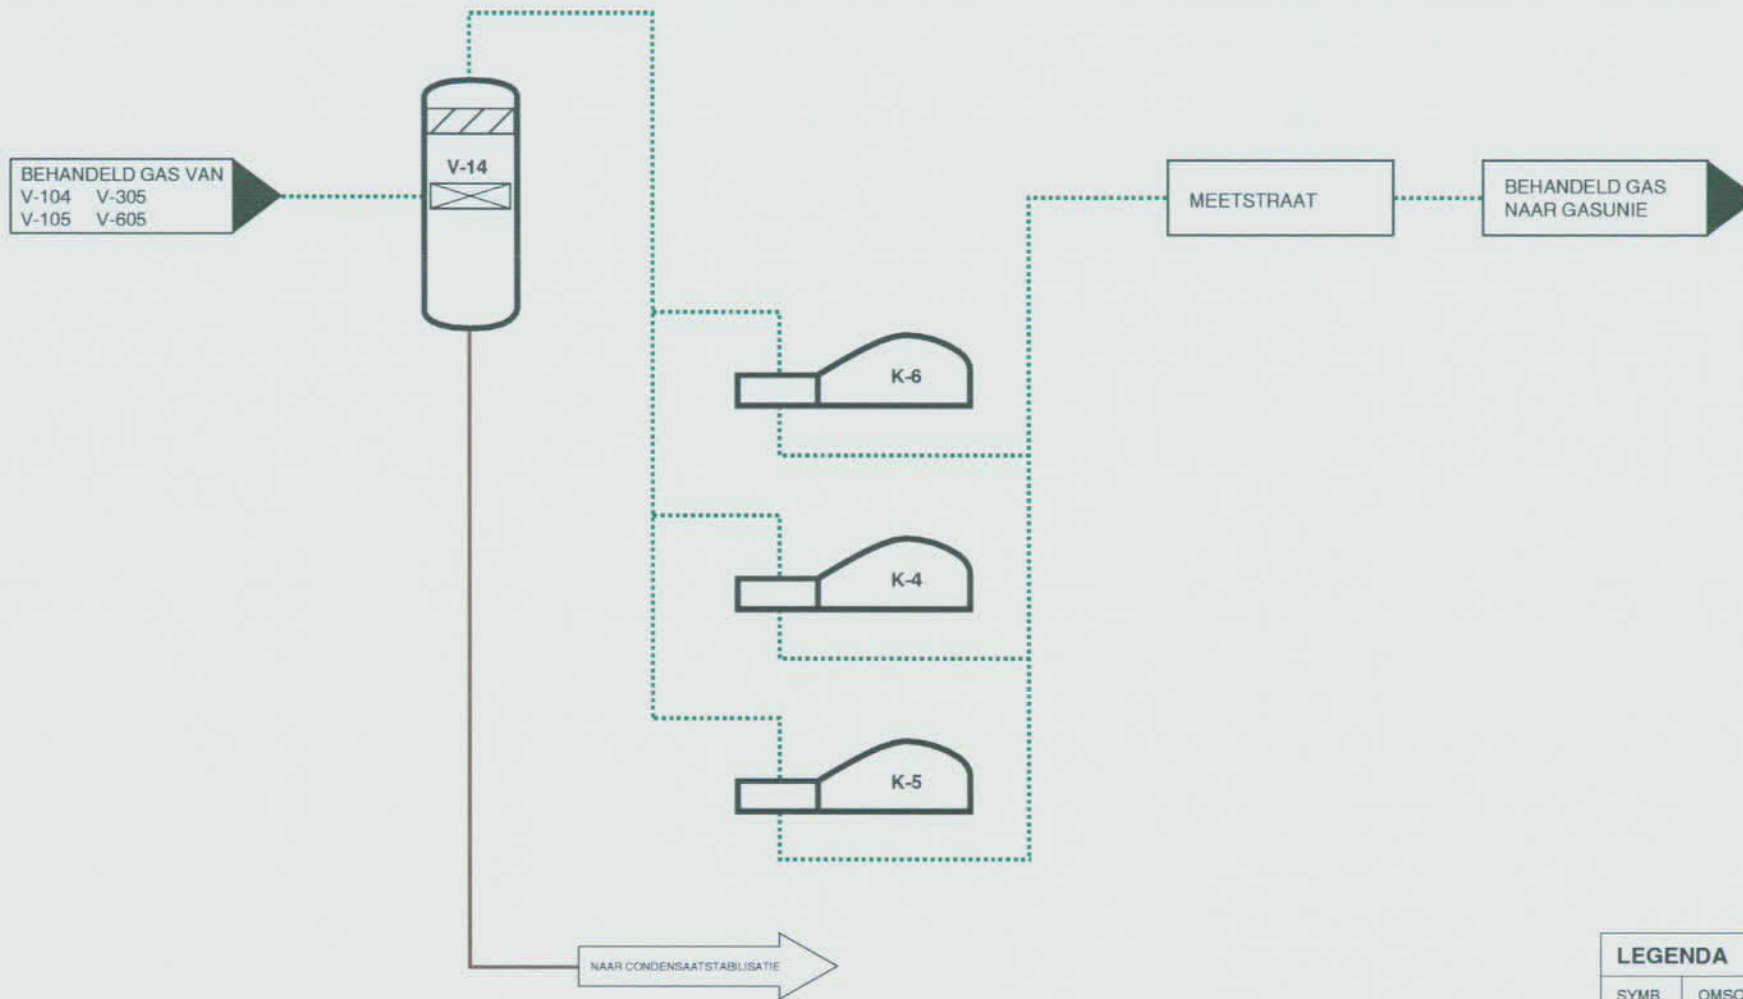 BEHANDELD GAS VAN
V-104 V-305
V-105 V-605
V-14
MEETSTRAAT
BEHANDELD GAS
NAAR GASUNIE
K-6
K-4
K-5
NAAR CONDENSAATSTABILISATIE
LEGENDA
SYMB.